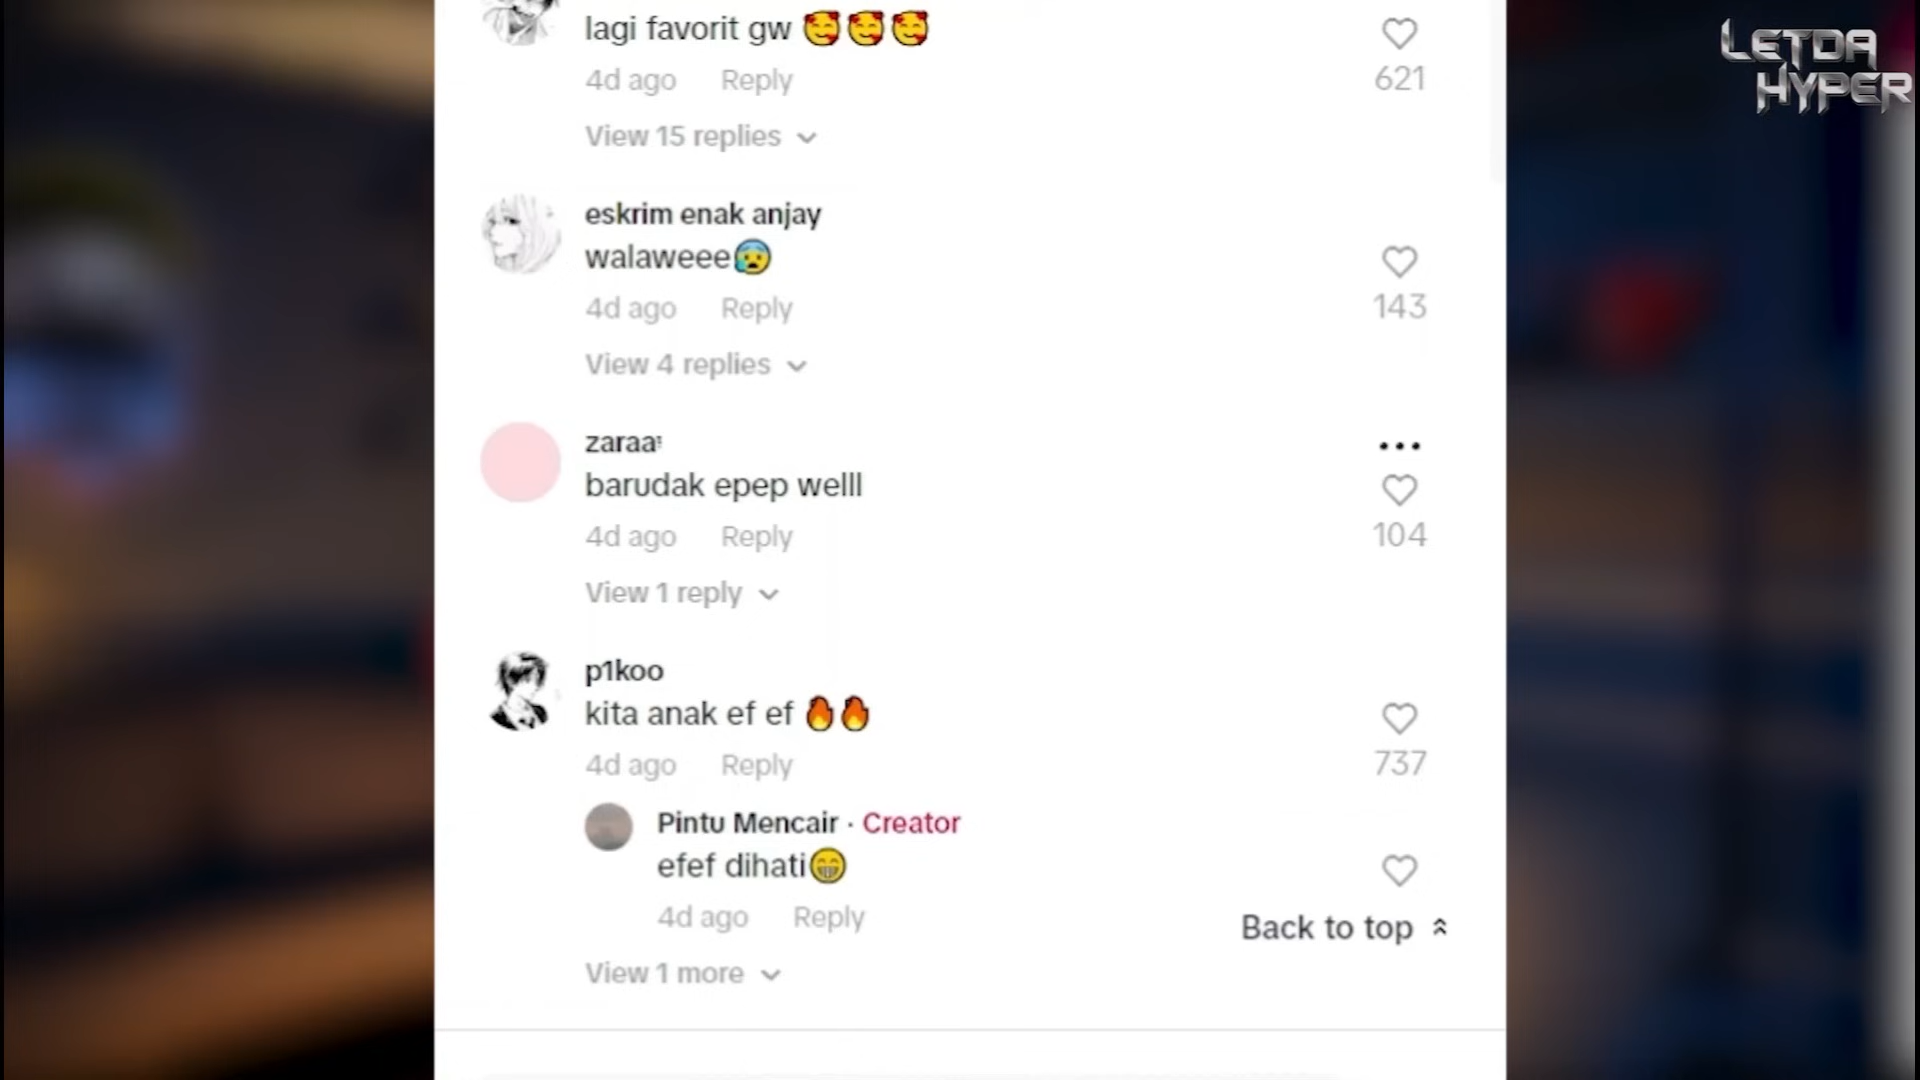 lagi favorit gw 🥰🥰🥰
4d ago Reply
621
View 15 replies
eskrim enak anjay
walaweee😰
4d ago Reply
143
View 4 replies
zaraa
barudak epep welll
4d ago Reply
104
View 1 reply
p1koo
kita anak ef ef 🔥🔥
4d ago Reply
737
Pintu Mencair · Creator
efef dihati😁
4d ago Reply
Back to top
View 1 more
LETDA
HYPER